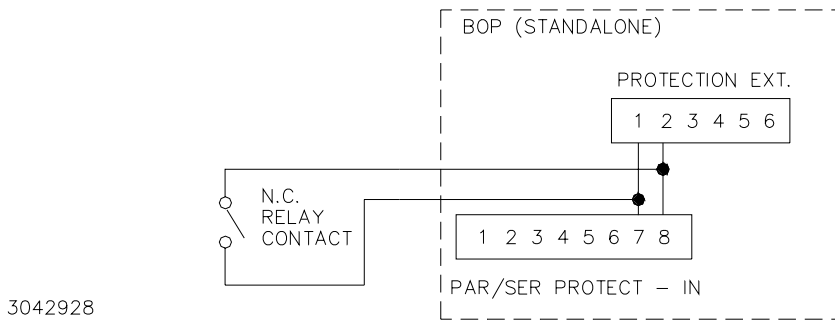 BOP (STANDALONE)
PROTECTION EXT.
1 2 3 4 5 6
N.C.
RELAY
CONTACT
1 2 3 4 5 6 7 8
PAR/SER PROTECT – IN
3042928